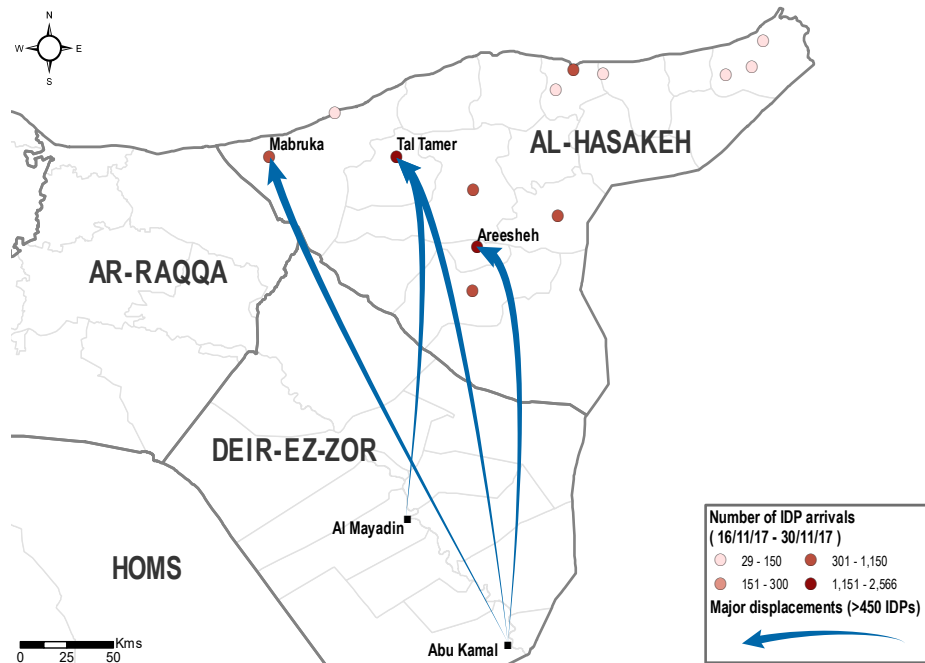 N
W E
S
Mabruka
Tal Tamer
AL-HASAKEH
Areesheh
AR-RAQQA
DEIR-EZ-ZOR
Al Mayadin
HOMS
Abu Kamal
0 25 50 Kms
Number of IDP arrivals
( 16/11/17 - 30/11/17 )
29 - 150 301 - 1,150
151 - 300 1,151 - 2,566
Major displacements (>450 IDPs)